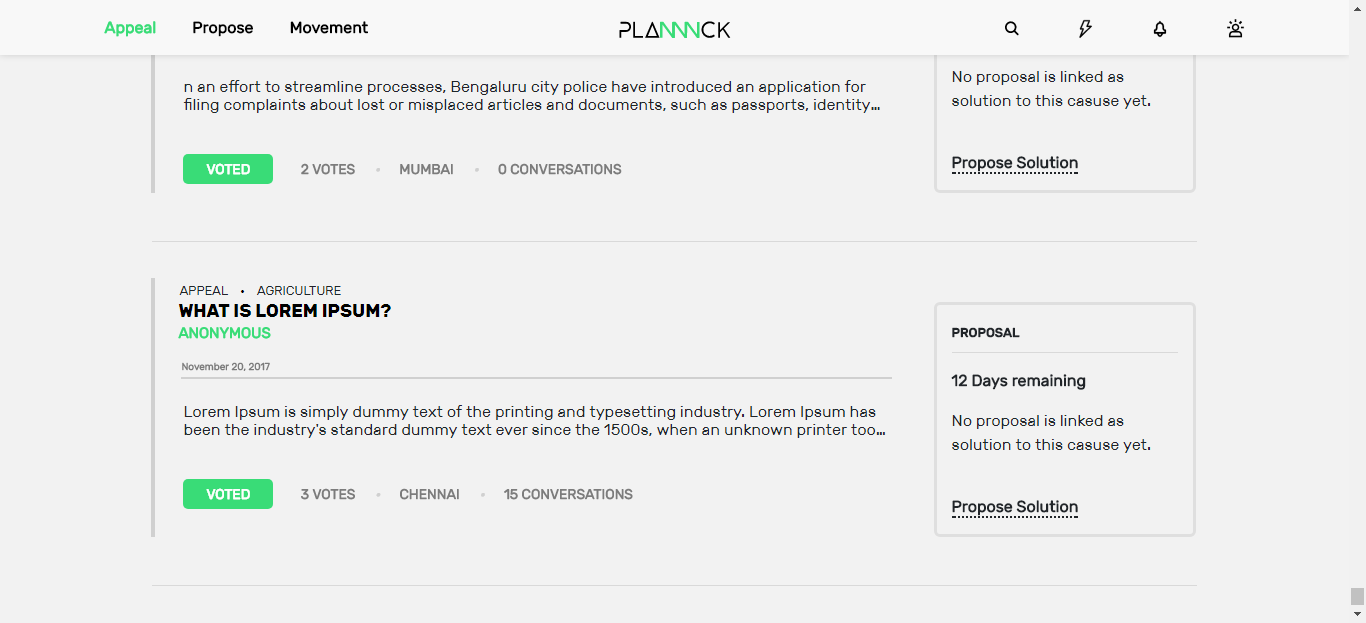 Appeal Propose Movement PLANNNCK
n an effort to streamline processes, Bengaluru city police have introduced an application for
filing complaints about lost or misplaced articles and documents, such as passports, identity...
VOTED 2 VOTES • MUMBAI • 0 CONVERSATIONS
No proposal is linked as
solution to this casuse yet.
Propose Solution
APPEAL • AGRICULTURE
WHAT IS LOREM IPSUM?
ANONYMOUS
November 20, 2017
Lorem Ipsum is simply dummy text of the printing and typesetting industry. Lorem Ipsum has
been the industry's standard dummy text ever since the 1500s, when an unknown printer too...
VOTED 3 VOTES • CHENNAI • 15 CONVERSATIONS
PROPOSAL
12 Days remaining
No proposal is linked as
solution to this casuse yet.
Propose Solution